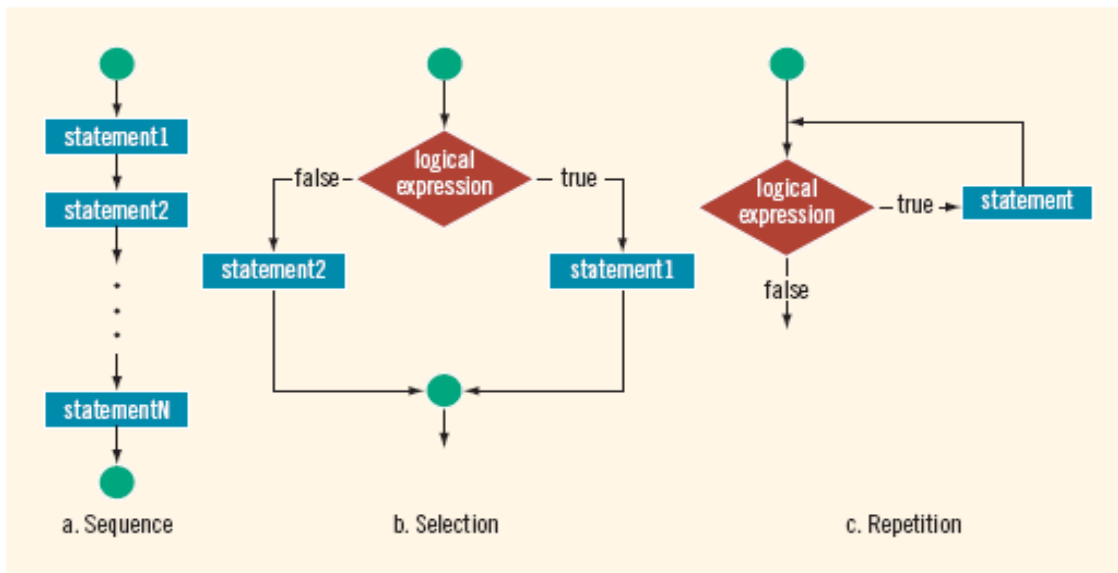 statement1
statement2
statementN
a. Sequence
logical
expression
false
true
statement2
statement1
b. Selection
logical
expression
true
statement
false
c. Repetition